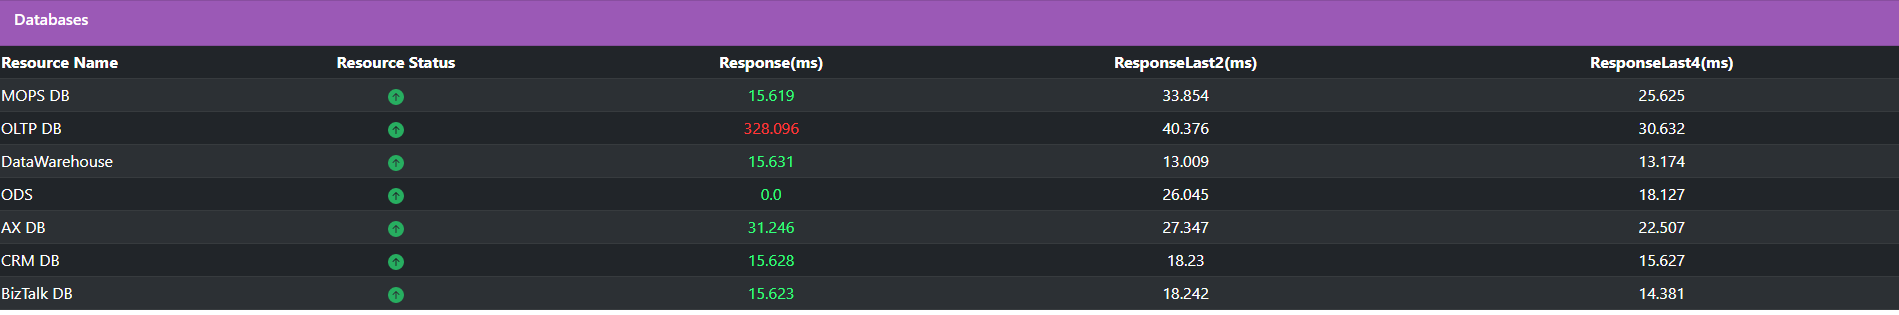 Databases
Resource Name Resource Status Response(ms) ResponseLast2(ms) ResponseLast4(ms)
MOPS DB 15.619 33.854 25.625
OLTP DB 328.096 40.376 30.632
DataWarehouse 15.631 13.009 13.174
ODS 0.0 26.045 18.127
AX DB 31.246 27.347 22.507
CRM DB 15.628 18.23 15.627
BizTalk DB 15.623 18.242 14.381